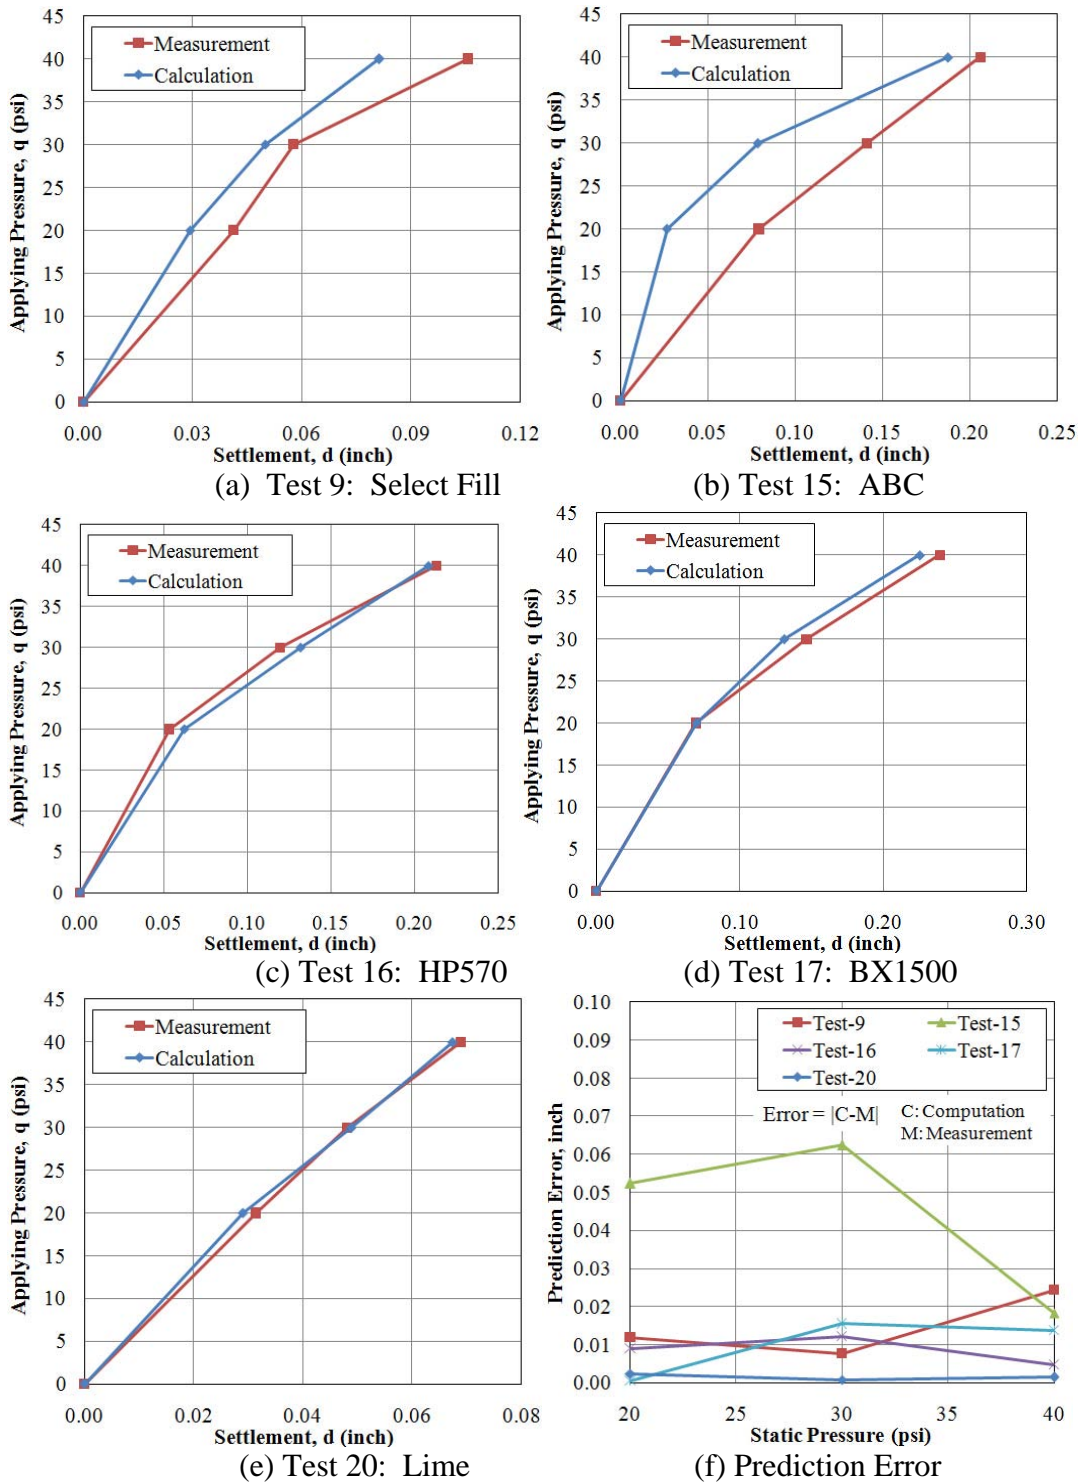 45
40
35
30
25
20
15
10
5
0
Applying Pressure, q (psi)
Measurement
Calculation
0.00 0.03 0.06 0.09 0.12
Settlement, d (inch)
(a) Test 9: Select Fill
45
40
35
30
25
20
15
10
5
0
Applying Pressure, q (psi)
Measurement
Calculation
0.00 0.05 0.10 0.15 0.20 0.25
Settlement, d (inch)
(b) Test 15: ABC
45
40
35
30
25
20
15
10
5
0
Applying Pressure, q (psi)
Measurement
Calculation
0.00 0.05 0.10 0.15 0.20 0.25
Settlement, d (inch)
(c) Test 16: HP570
45
40
35
30
25
20
15
10
5
0
Applying Pressure, q (psi)
Measurement
Calculation
0.00 0.10 0.20 0.30
Settlement, d (inch)
(d) Test 17: BX1500
45
40
35
30
25
20
15
10
5
0
Applying Pressure, q (psi)
Measurement
Calculation
0.00 0.02 0.04 0.06 0.08
Settlement, d (inch)
(e) Test 20: Lime
0.10
0.09
0.08
0.07
0.06
0.05
0.04
0.03
0.02
0.01
0.00
Prediction Error, inch
Test-9 Test-15
Test-16 Test-17
Test-20
Error = |C-M|
C: Computation
M: Measurement
20 25 30 35 40
Static Pressure (psi)
(f) Prediction Error